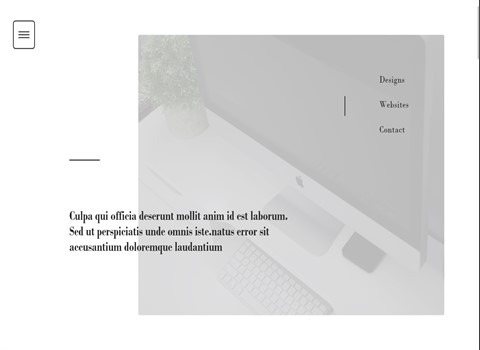 Designs
Websites
Contact
Culpa qui officia deserunt mollit anim id est laborum.
Sed ut perspiciatis unde omnis iste.natus error sit
accusantium doloremque laudantium